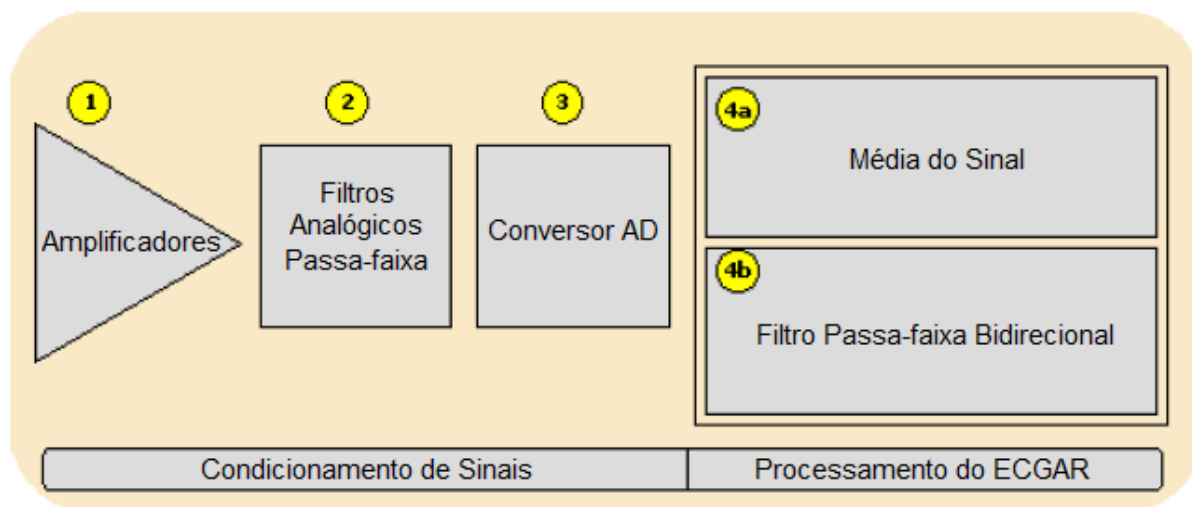 1
2
3
4a
Amplificadores
Filtros
Analógicos
Passa-faixa
Conversor AD
Média do Sinal
4b
Filtro Passa-faixa Bidirecional
Condicionamento de Sinais
Processamento do ECGAR